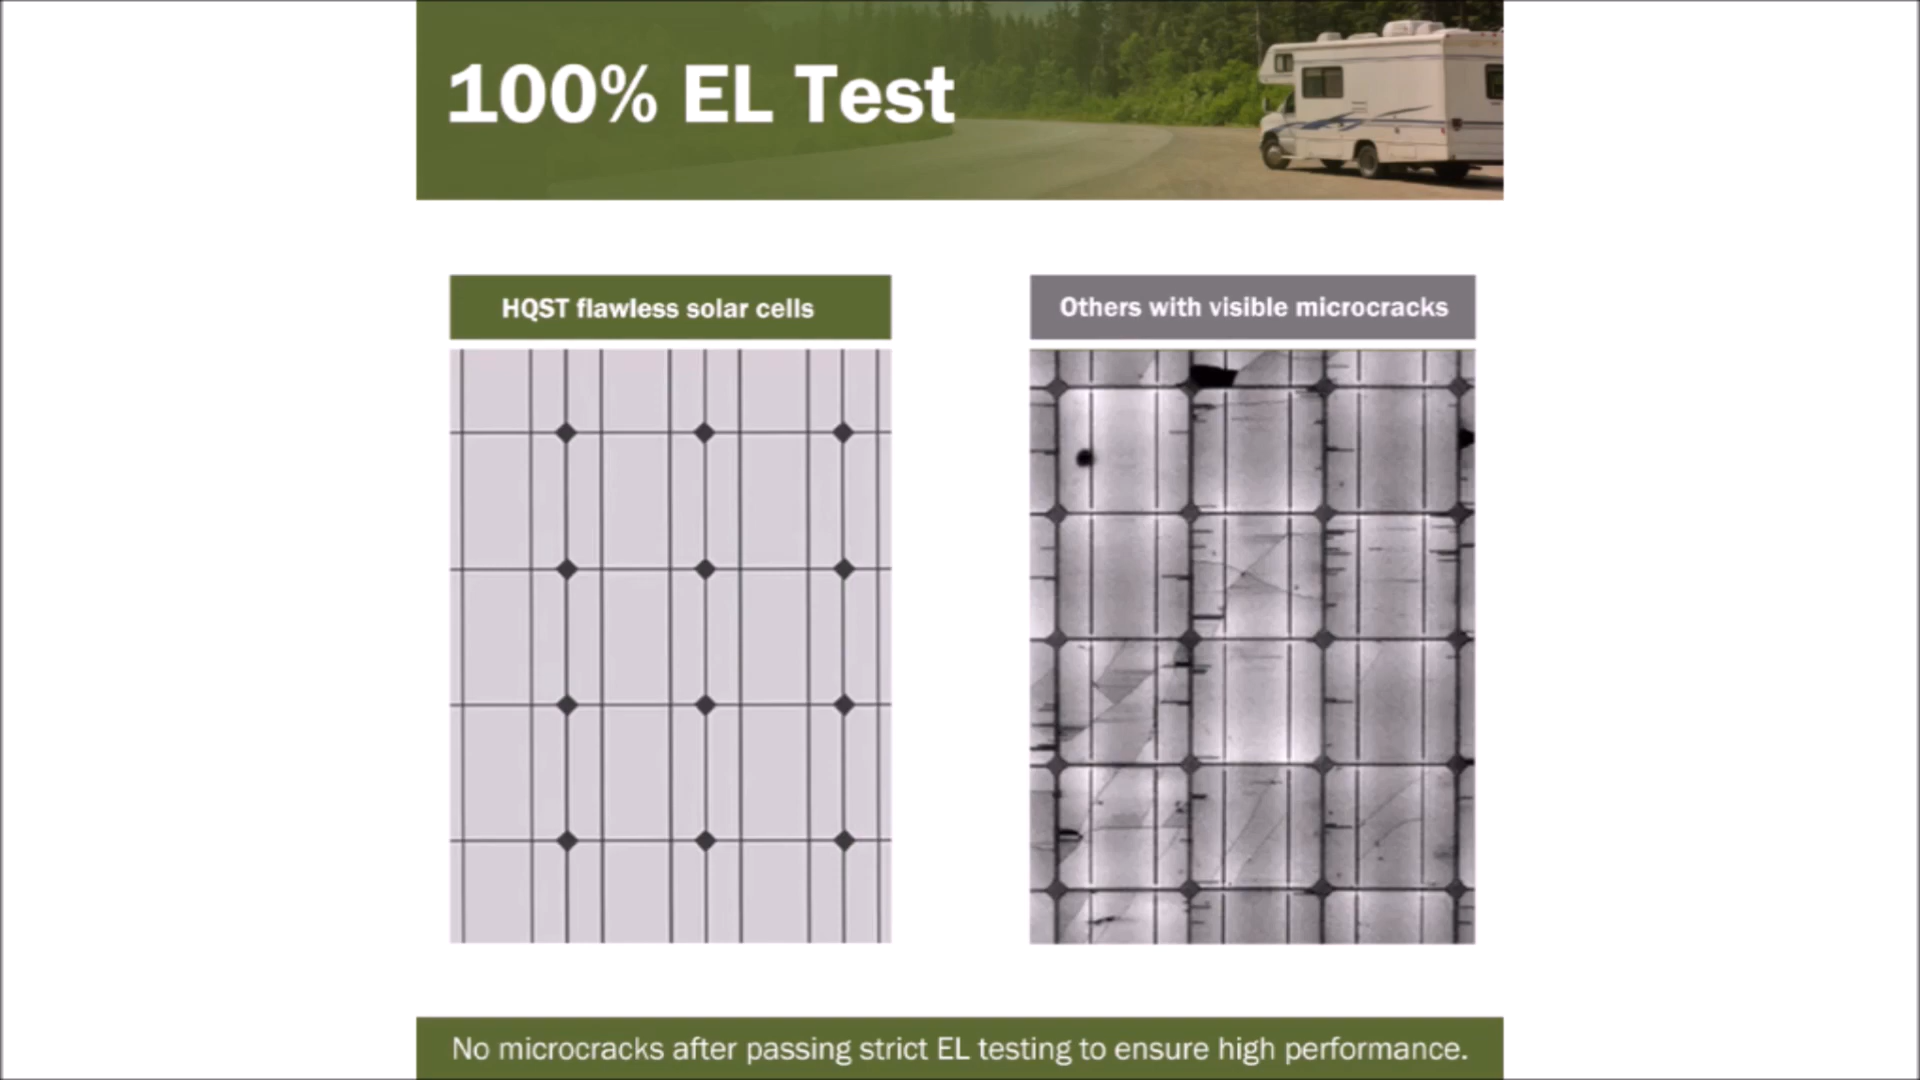 100% EL Test
HQST flawless solar cells
Others with visible microcracks
No microcracks after passing strict EL testing to ensure high performance.